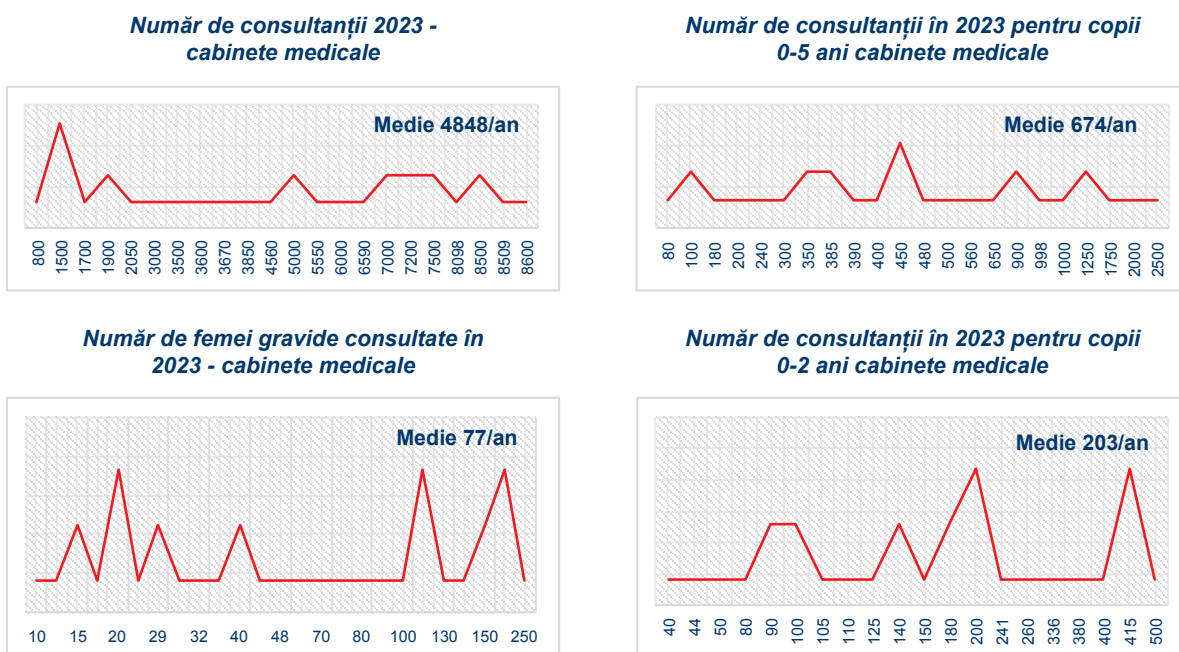 Număr de consultanții 2023 -
cabinete medicale
Medie 4848/an
800 1500 1700 1900 2050 3000 3500 3600 3670 3850 4560 5000 5550 6000 6590 7000 7200 7500 8098 8500 8509 8600
Număr de consultanții în 2023 pentru copii
0-5 ani cabinete medicale
Medie 674/an
80 100 180 200 240 300 350 385 390 400 450 480 500 560 650 900 998 1000 1250 1750 2000 2500
Număr de femei gravide consultate în
2023 - cabinete medicale
Medie 77/an
10 15 20 29 32 40 48 70 80 100 130 150 250
Număr de consultanții în 2023 pentru copii
0-2 ani cabinete medicale
Medie 203/an
40 44 50 80 90 100 105 110 125 140 150 180 200 241 260 336 380 400 415 500